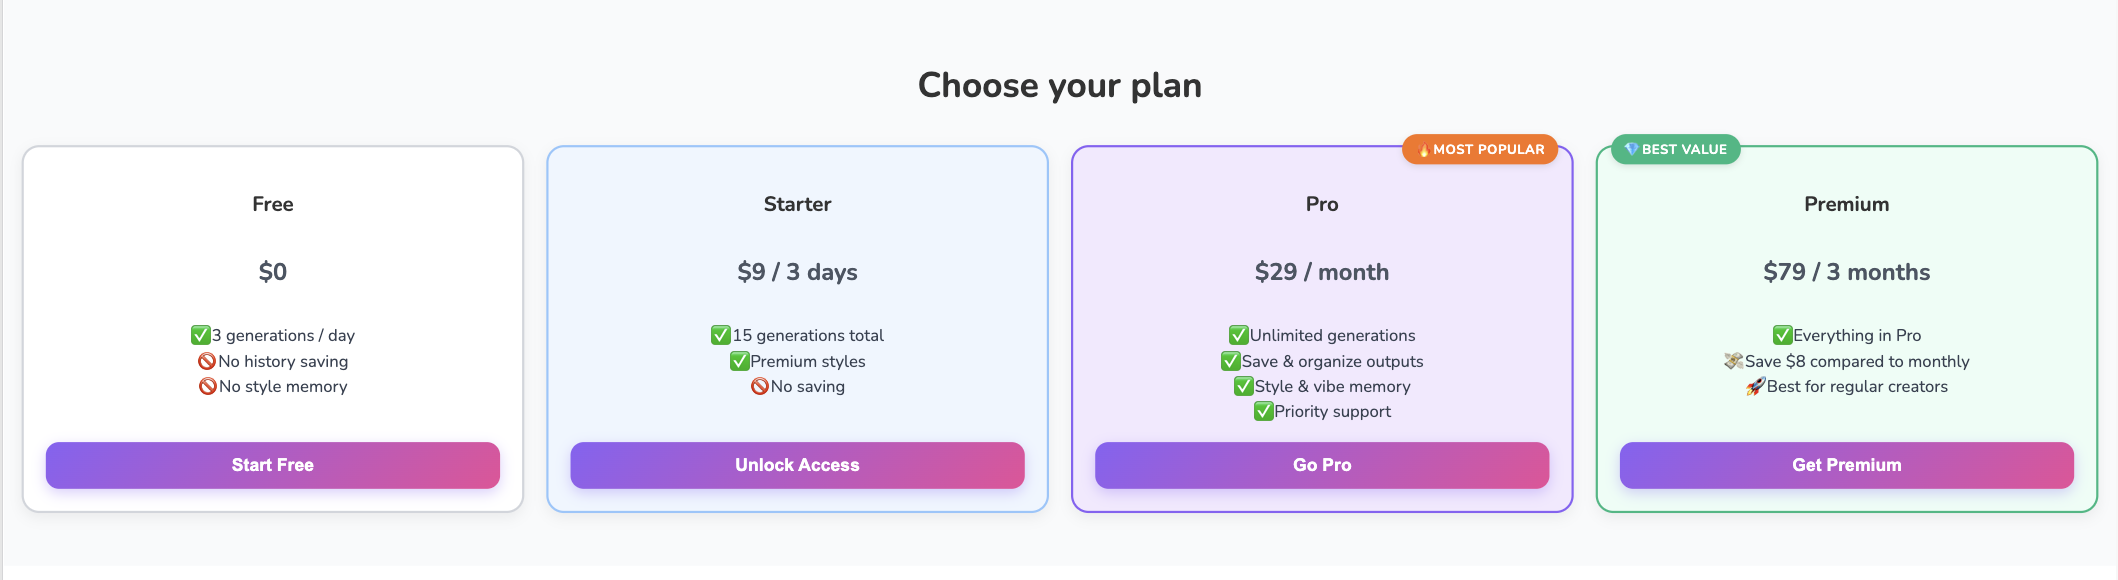 Choose your plan
Free
$0
✅3 generations / day
🚫No history saving
🚫No style memory
Start Free
Starter
$9 / 3 days
✅15 generations total
✅Premium styles
🚫No saving
Unlock Access
🔥MOST POPULAR
Pro
$29 / month
✅Unlimited generations
✅Save & organize outputs
✅Style & vibe memory
✅Priority support
Go Pro
💎BEST VALUE
Premium
$79 / 3 months
✅Everything in Pro
💸Save $8 compared to monthly
🚀Best for regular creators
Get Premium